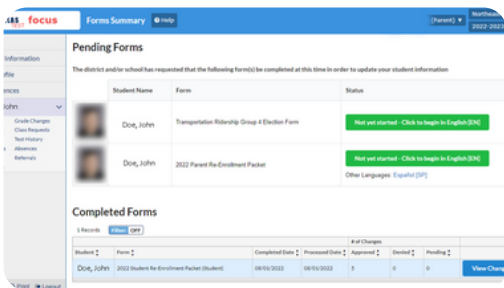 focus
Forms Summary Help (Parent) Northeast
2022-2023
Pending Forms
Information
The district and/or school has requested that the following form(s) be completed at this time in order to update your student information
Student Name Form Status
John
Grade Changes
Class Requests
Test History
Absences
Referrals
Doe, John Transportation Ridership Group 4 Election Form Not yet started - Click to begin in English [EN]
Doe, John 2022 Parent Re-Enrollment Packet Not yet started - Click to begin in English [EN]
Other Languages: Español [SP]
Completed Forms
1 Records Filter: OFF
# of Changes
Student Form Completed Date Processed Date Approved Denied Pending
Doe, John 2022 Student Re-Enrollment Packet (Student) 08/01/2022 08/01/2022 5 0 0 View Chang
Print Logout